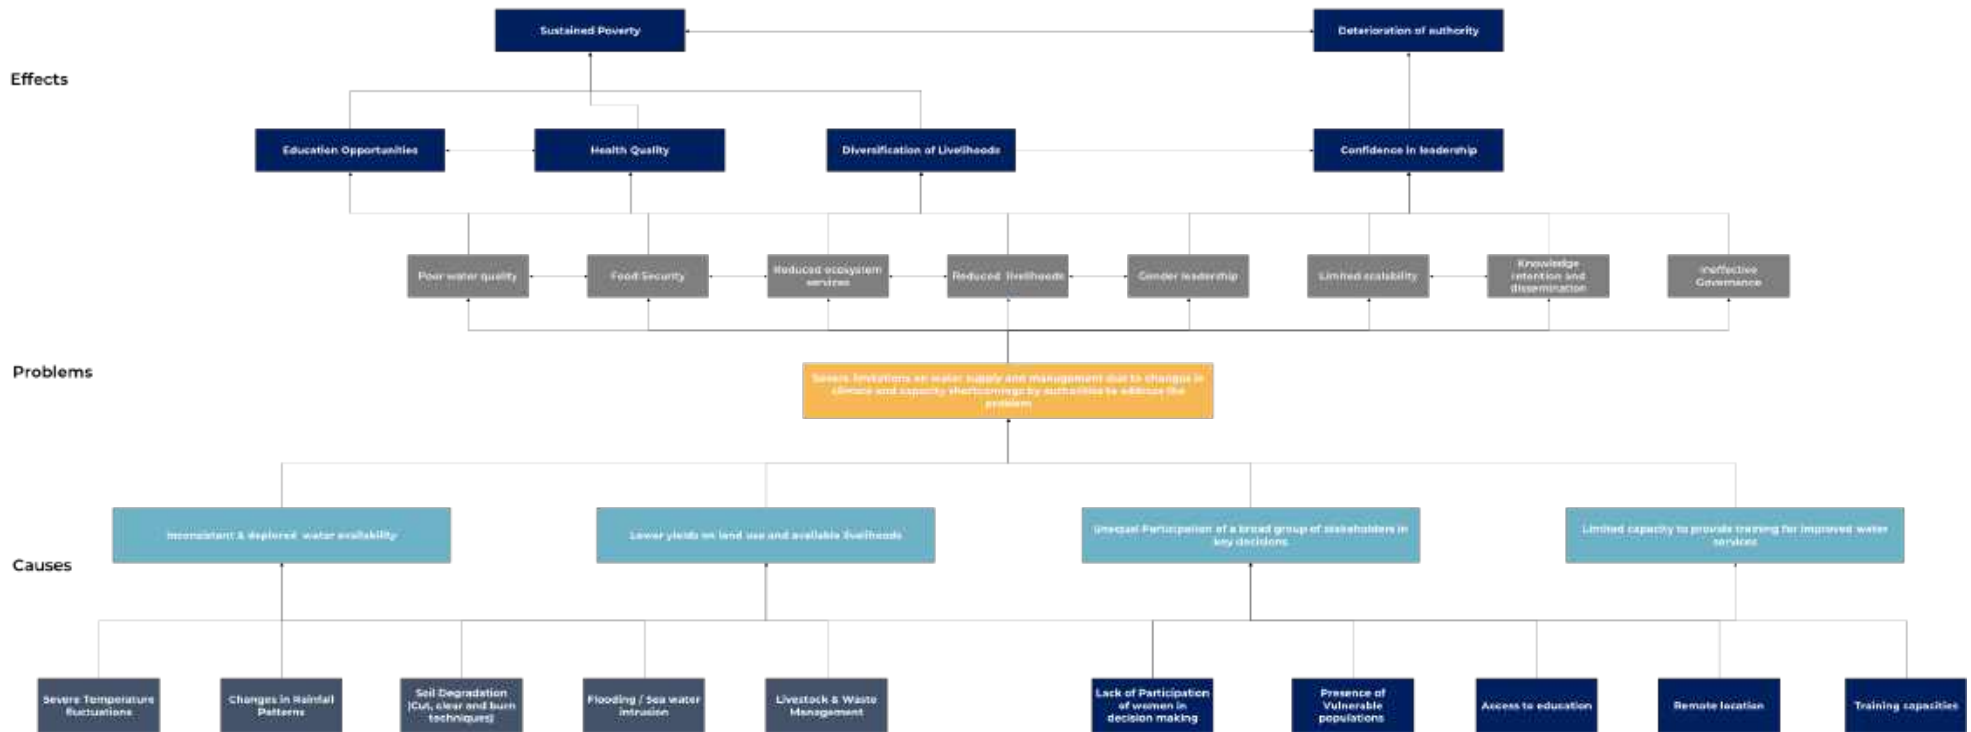 Sustained Poverty
Deterioration of authority
Effects
Education Opportunities
Health Quality
Diversification of Livelihoods
Confidence in leadership
Poor water quality
Food Security
Reduced ecosystem
services
Reduced livelihoods
Gender leadership
Limited scalability
Knowledge
retention and
dissemination
Ineffective
Governance
Problems
Severe limitations on water supply and management due to changes in
climate and capacity shortcomings by authorities to address the
problem
Inconsistent & water availability
Lower yields on land use and available livelihoods
Unequal Participation of a broad group of stakeholders in
key decisions
Limited capacity to provide training for improved water
services
Causes
Severe Temperature
fluctuations
Changes in Rainfall
Patterns
Soil Degradation
(Cut, clear and burn
techniques)
Flooding / Sea water
intrusion
Livestock & Waste
Management
Lack of Participation
of women in
decision making
Presence of
Vulnerable
populations
Access to education
Remote location
Training capacities